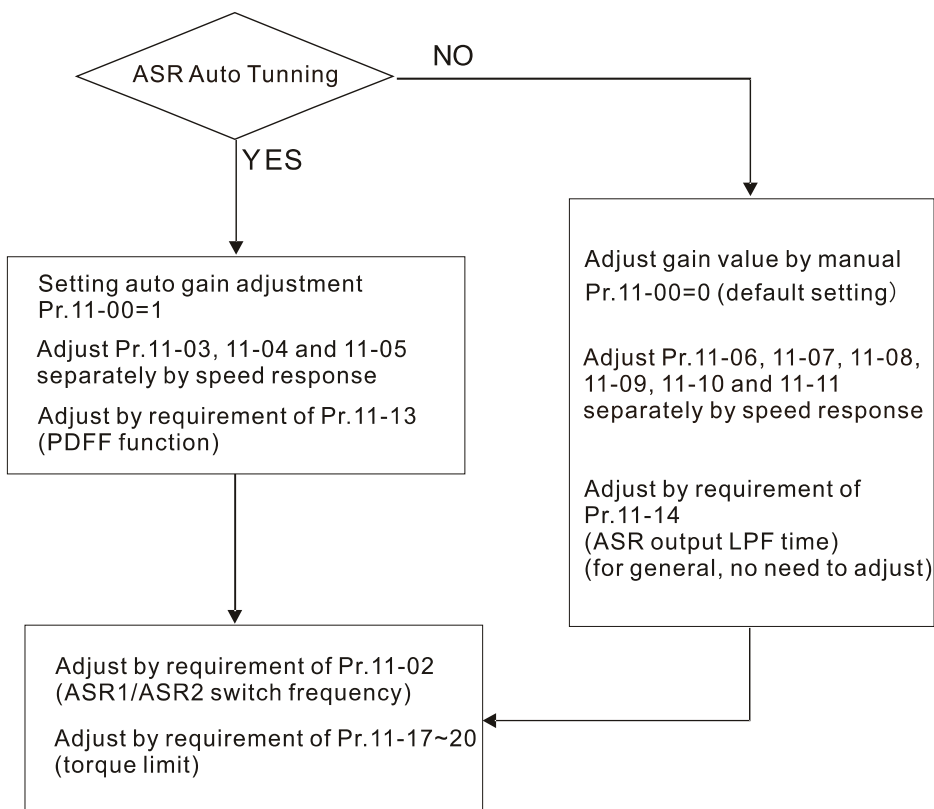 ASR Auto Tunning
NO
YES
Setting auto gain adjustment
Pr.11-00=1
Adjust Pr.11-03, 11-04 and 11-05
separately by speed response
Adjust by requirement of Pr.11-13
(PDFF function)
Adjust gain value by manual
Pr.11-00=0 (default setting)
Adjust Pr.11-06, 11-07, 11-08,
11-09, 11-10 and 11-11
separately by speed response
Adjust by requirement of
Pr.11-14
(ASR output LPF time)
(for general, no need to adjust)
Adjust by requirement of Pr.11-02
(ASR1/ASR2 switch frequency)
Adjust by requirement of Pr.11-17~20
(torque limit)